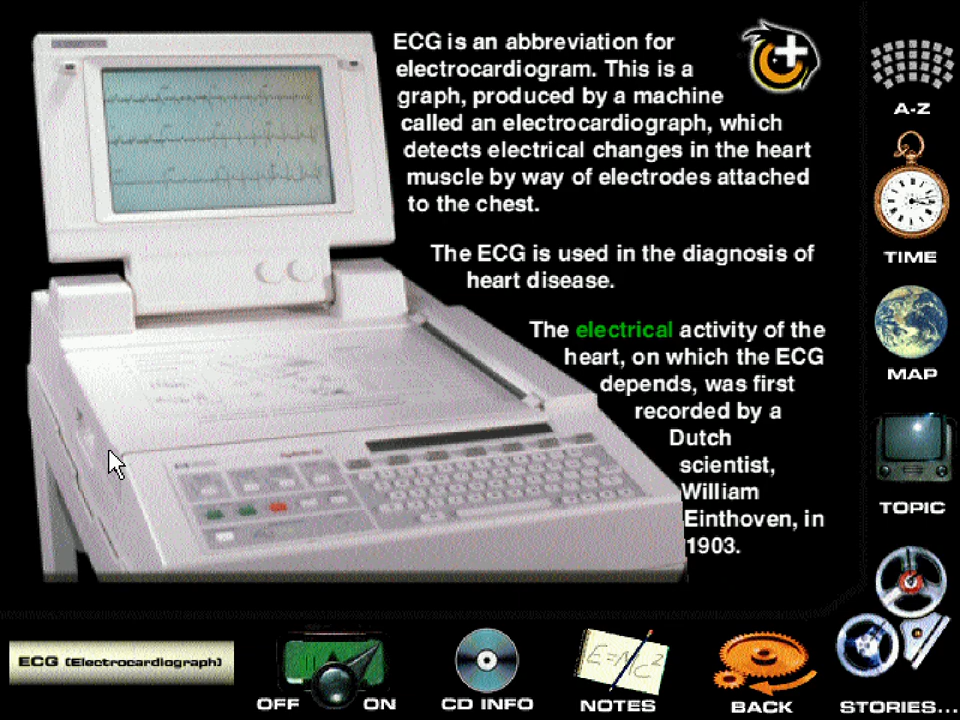 ECG is an abbreviation for
electrocardiogram. This is a
graph, produced by a machine
called an electrocardiograph, which
detects electrical changes in the heart
muscle by way of electrodes attached
to the chest.
The ECG is used in the diagnosis of
heart disease.
The electrical activity of the
heart, on which the ECG
depends, was first
recorded by a
Dutch
scientist,
William
Einthoven, in
1903.
A-Z
TIME
MAP
TOPIC
STORIES...
ECG (Electrocardiograph)
OFF
ON
CD INFO
E=MC²
NOTES
BACK